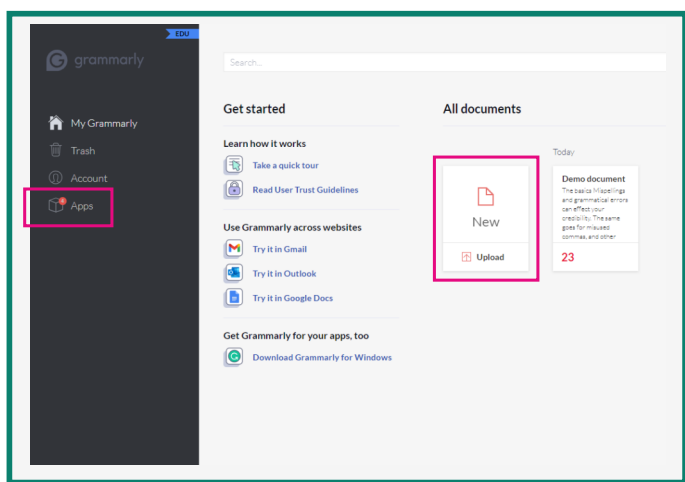 EDU
grammarly
Search...
My Grammarly
Trash
Account
Apps
Get started
Learn how it works
Take a quick tour
Read User Trust Guidelines
Use Grammarly across websites
Try it in Gmail
Try it in Outlook
Try it in Google Docs
Get Grammarly for your apps, too
Download Grammarly for Windows
All documents
New
Upload
Today
Demo document
The basics Mispellings
and grammatical errors
can effect your
credibility. The same
goes for misused
commas, and other
23